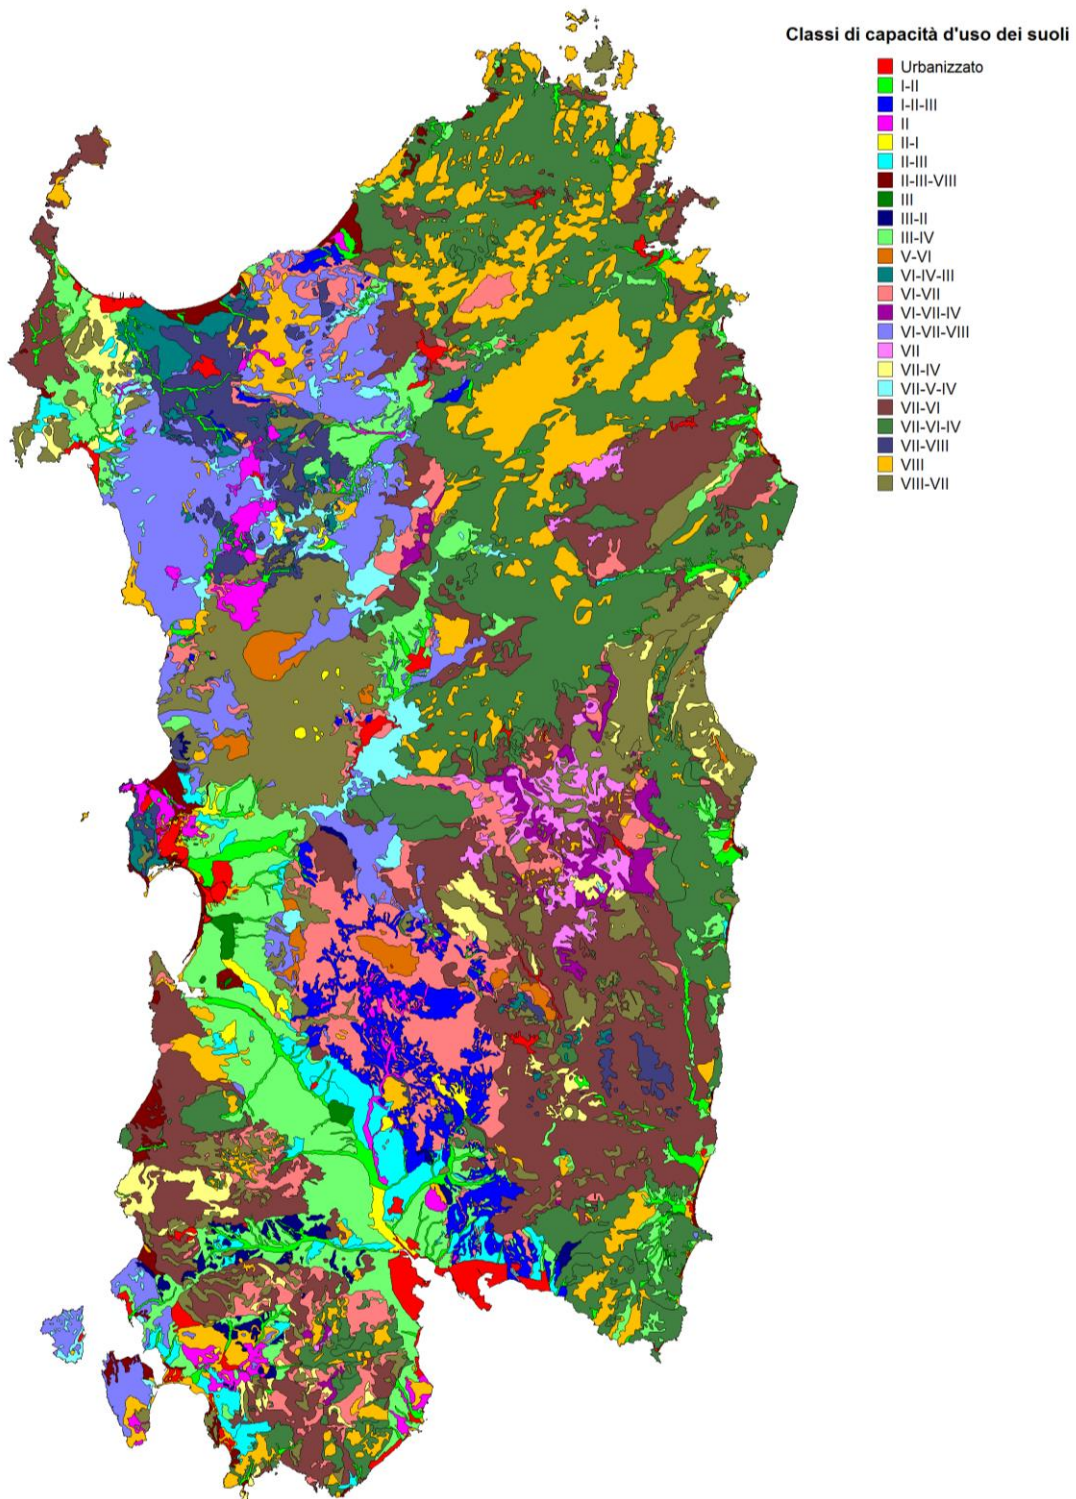 Classi di capacità d'uso dei suoli
Urbanizzato
I-II
I-II-III
II
II-I
II-III
II-III-VIII
III
III-II
III-IV
V-VI
VI-IV-III
VI-VII
VI-VII-IV
VI-VII-VIII
VII
VII-IV
VII-V-IV
VII-VI
VII-VI-IV
VII-VIII
VIII
VIII-VII